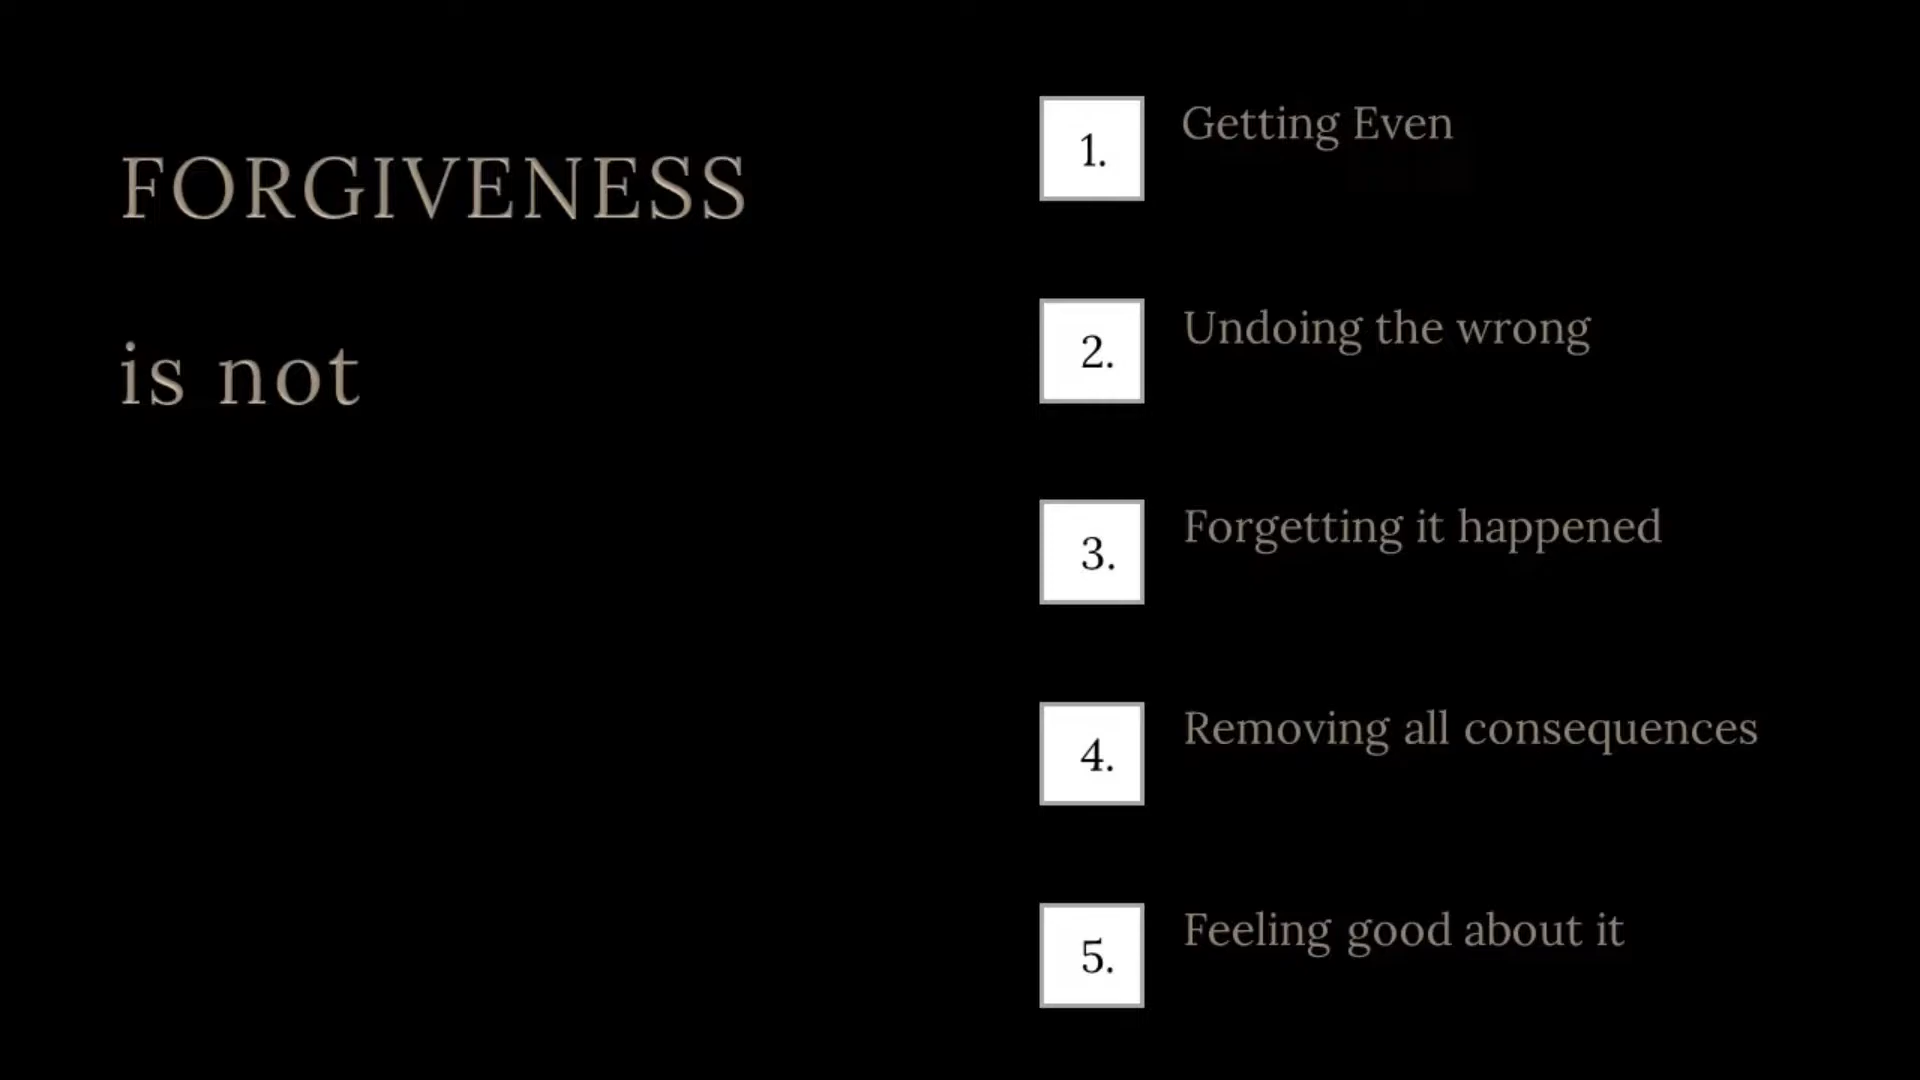 FORGIVENESS
is not
1. Getting Even
2. Undoing the wrong
3. Forgetting it happened
4. Removing all consequences
5. Feeling good about it